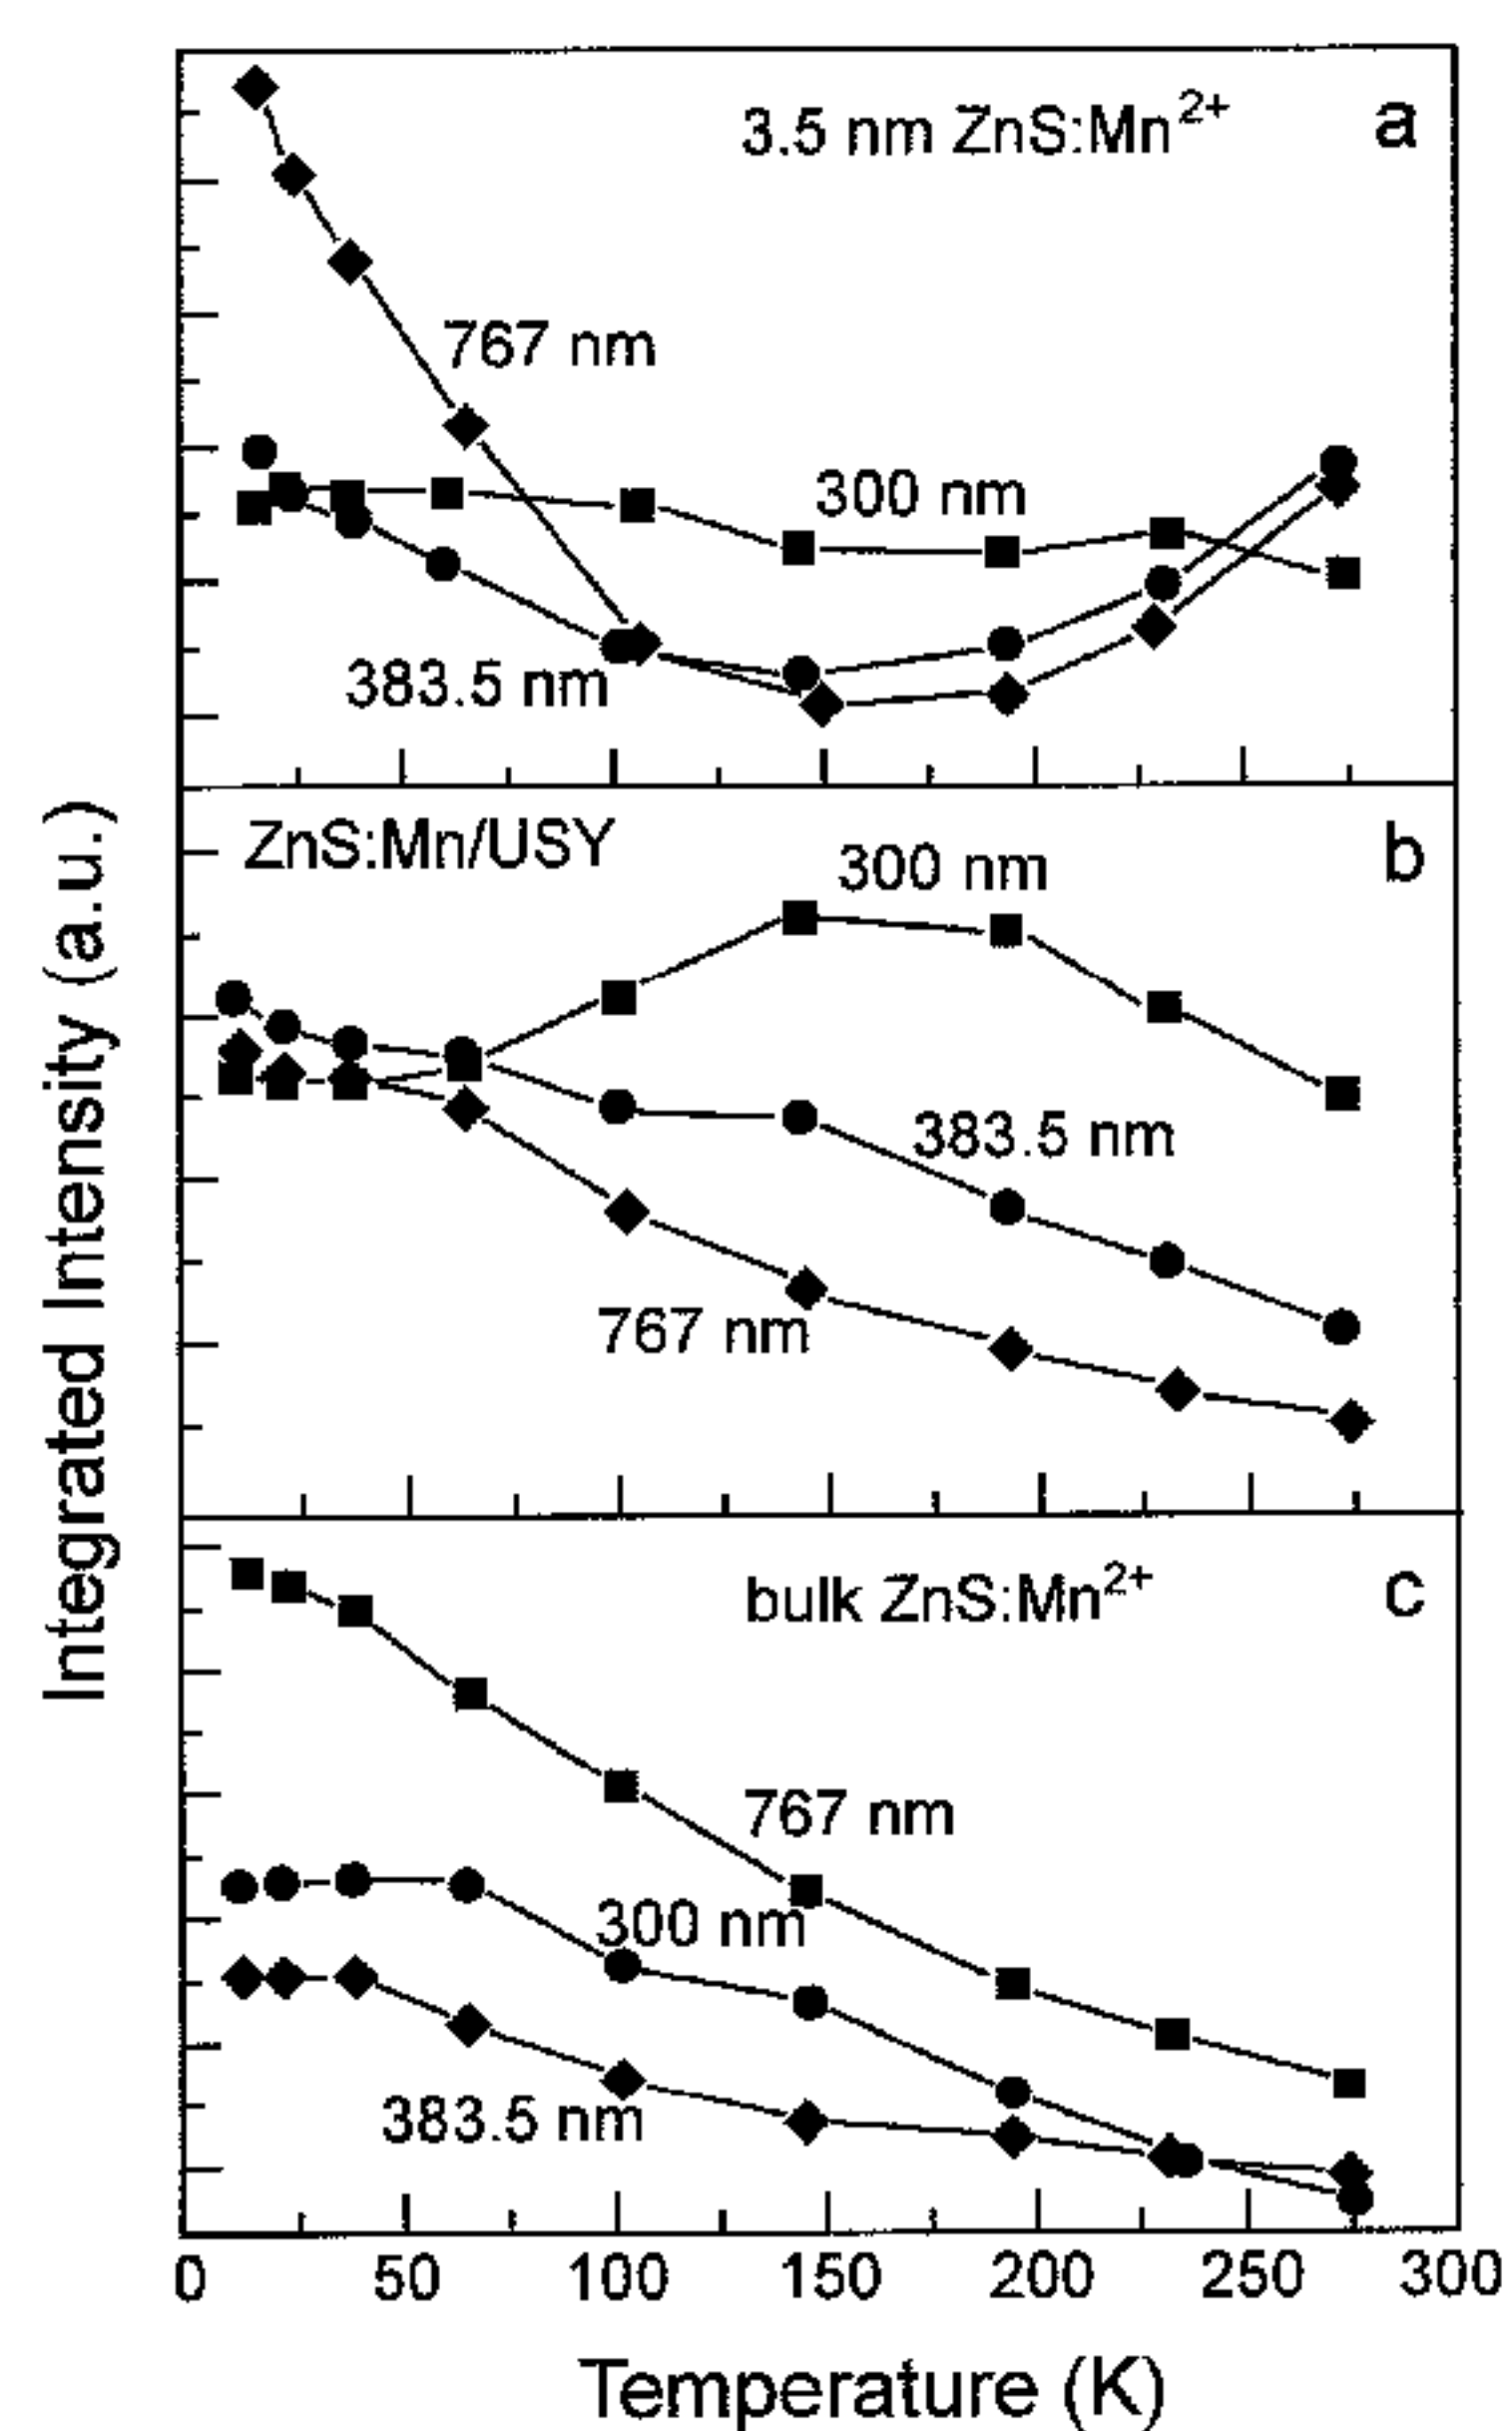 3.5 nm ZnS:Mn2+
a
767 nm
300 nm
383.5 nm
ZnS:Mn/USY
300 nm
b
383.5 nm
767 nm
bulk ZnS:Mn2+
c
767 nm
300 nm
383.5 nm
Integrated Intensity (a.u.)
0 50 100 150 200 250 300
Temperature (K)